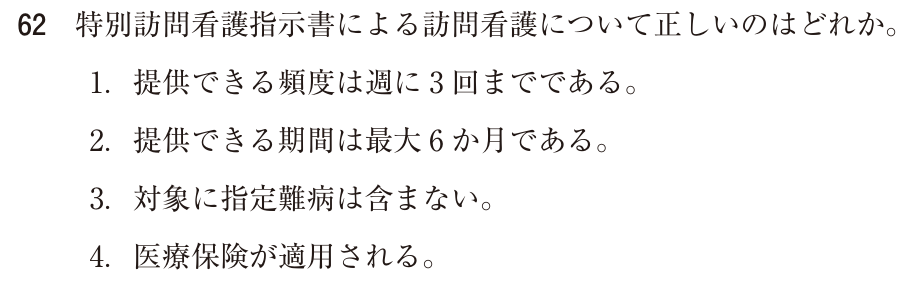 62 特別訪問看護指示書による訪問看護について正しいのはどれか。
1. 提供できる頻度は週に3回までである。
2. 提供できる期間は最大6か月である。
3. 対象に指定難病は含まない。
4. 医療保険が適用される。